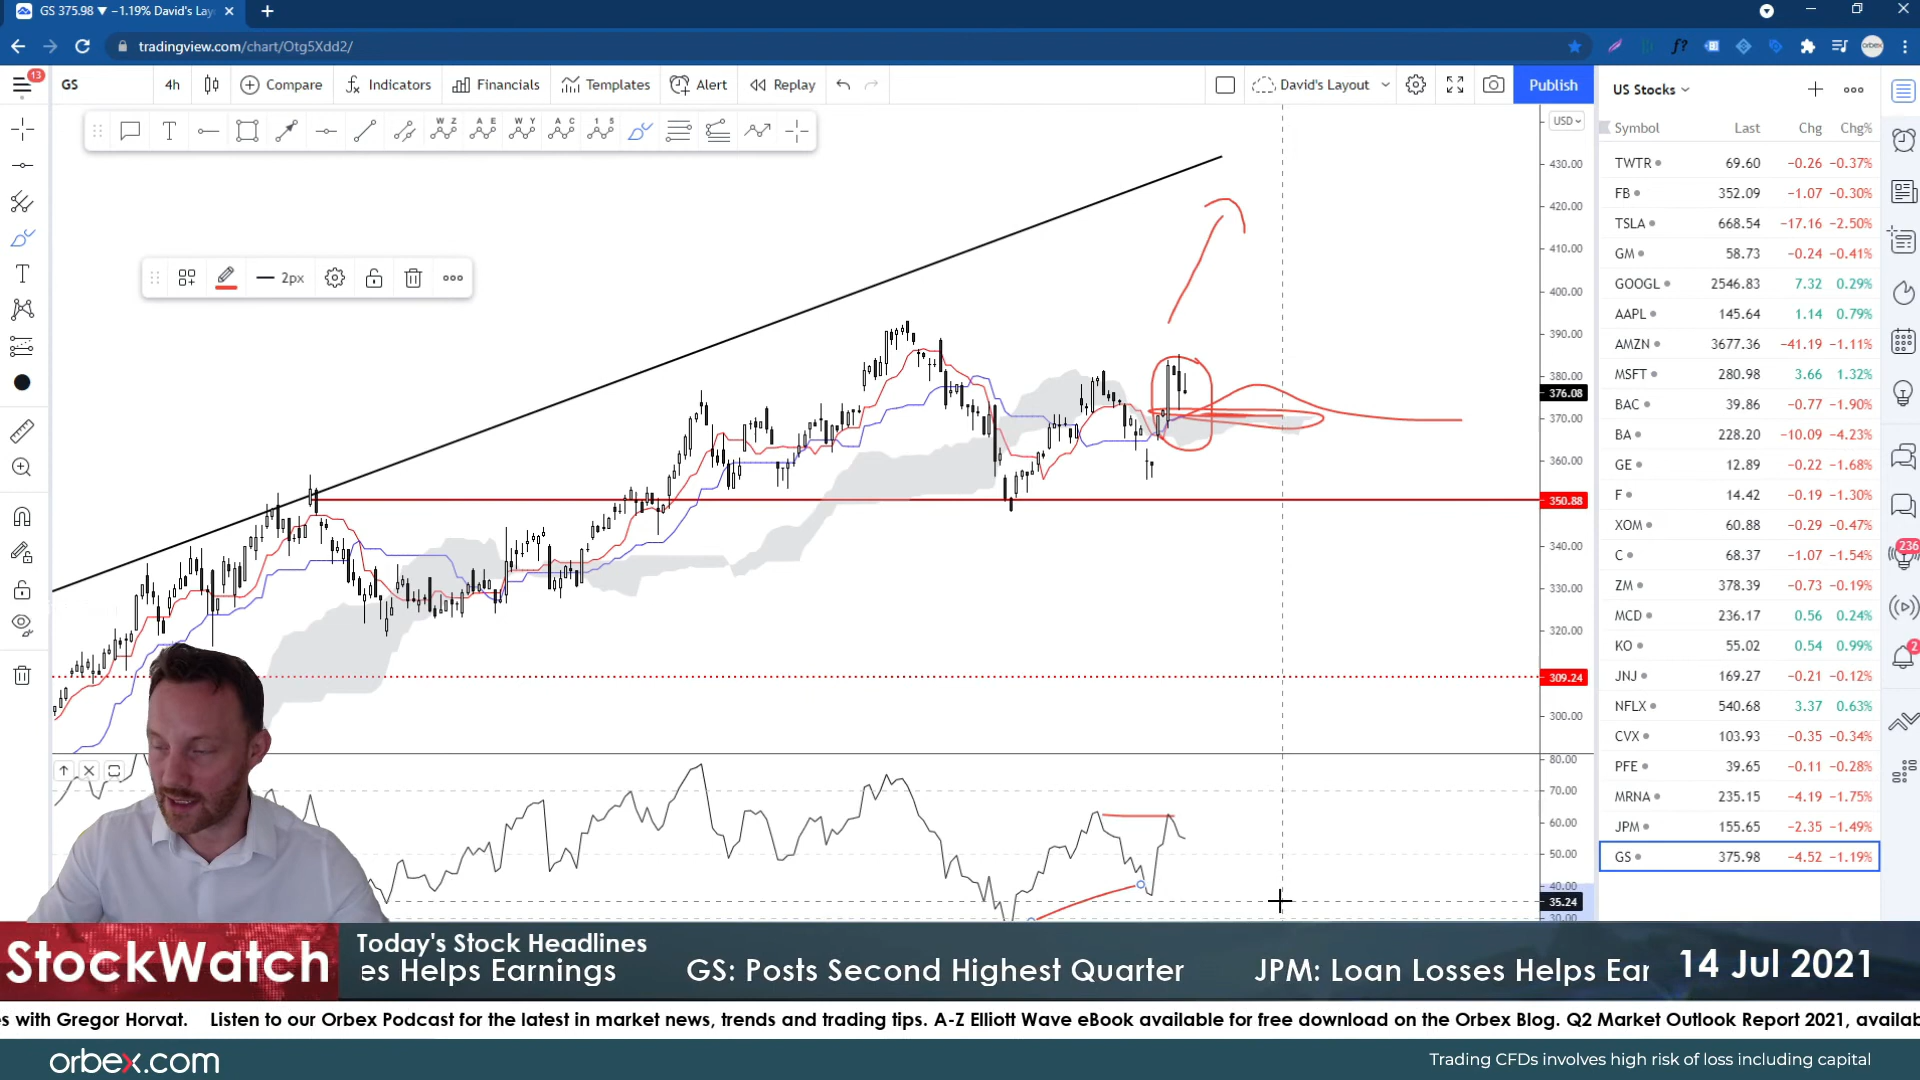 GS 375.98 ▼ −1.19% David's Lay
tradingview.com/chart/Otg5Xdd2/
13
GS 4h Compare Indicators Financials Templates Alert Replay David's Layout Publish
2px
USD
430.00
420.00
410.00
400.00
390.00
380.00
376.08
370.00
360.00
350.88
340.00
330.00
320.00
309.24
300.00
80.00
70.00
60.00
50.00
40.00
35.24
30.00
US Stocks
Symbol Last Chg Chg%
TWTR 69.60 −0.26 −0.37%
FB 352.09 −1.07 −0.30%
TSLA 668.54 −17.16 −2.50%
GM 58.73 −0.24 −0.41%
GOOGL 2546.83 7.32 0.29%
AAPL 145.64 1.14 0.79%
AMZN 3677.36 −41.19 −1.11%
MSFT 280.98 3.66 1.32%
BAC 39.86 −0.77 −1.90%
BA 228.20 −10.09 −4.23%
GE 12.89 −0.22 −1.68%
F 14.42 −0.19 −1.30%
XOM 60.88 −0.29 −0.47%
C 68.37 −1.07 −1.54%
ZM 378.39 −0.73 −0.19%
MCD 236.17 0.56 0.24%
KO 55.02 0.54 0.99%
JNJ 169.27 −0.21 −0.12%
NFLX 540.68 3.37 0.63%
CVX 103.93 −0.35 −0.34%
PFE 39.65 −0.11 −0.28%
MRNA 235.15 −4.19 −1.75%
JPM 155.65 −2.35 −1.49%
GS 375.98 −4.52 −1.19%
236
2
StockWatch
Today's Stock Headlines
es Helps Earnings GS: Posts Second Highest Quarter JPM: Loan Losses Helps Ear
14 Jul 2021
s with Gregor Horvat. Listen to our Orbex Podcast for the latest in market news, trends and trading tips. A-Z Elliott Wave eBook available for free download on the Orbex Blog. Q2 Market Outlook Report 2021, availab
orbex.com
Trading CFDs involves high risk of loss including capital